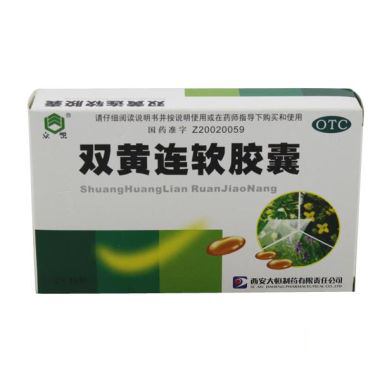 双黄连软胶囊
请仔细阅读说明书并按说明使用或在药师指导下购买和使用
国药准字 Z20020059
OTC
双黄连软胶囊
ShuangHuangLian RuanJiaoNang
西安大恒制药有限责任公司